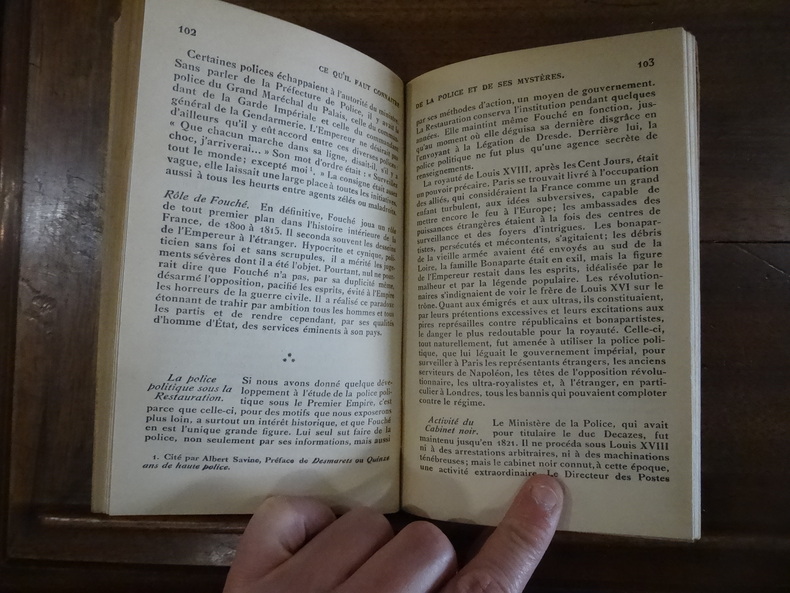 102
CE QU'IL FAUT CONNAITRE
Certaines polices échappaient à l'autorité du ministre.
Sans parler de la Préfecture de Police, il y avait la
police du Grand Maréchal du Palais, celle du comman-
dant de la Garde Impériale et celle du commandant
général de la Gendarmerie. L'Empereur ne désirait pas
d'ailleurs qu'il y eût accord entre ces diverses polices.
« Que chacun marche dans sa ligne, disait-il, s'il y a
choc, j'arriverai... » Son mot d'ordre était : « Surveillez
tout le monde; excepté moi¹. » La consigne était aussi
vague, elle laissait une large place à toutes les initiatives,
aussi à tous les heurts entre agents zélés ou maladroits.
Rôle de Fouché. En définitive, Fouché joua un rôle
de tout premier plan dans l'histoire intérieure de la
France, de 1800 à 1815. Il seconda souvent les desseins
de l'Empereur à l'étranger. Hypocrite et cynique, poli-
ticien sans foi et sans scrupules, il a mérité les juge-
ments sévères dont il a été l'objet. Pourtant, nul ne pour-
rait dire que Fouché n'a pas, par sa duplicité même,
désarmé l'opposition, pacifié les esprits, évité à l'Empire
les horreurs de la guerre civile. Il a réalisé ce paradoxe
étonnant de trahir par ambition tous les hommes et tous
les partis et de rendre cependant, par ses qualités
d'homme d'État, des services éminents à son pays.
La police
politique sous la
Restauration.
Si nous avons donné quelque déve-
loppement à l'étude de la police poli-
tique sous le Premier Empire, c'est
parce que celle-ci, pour des motifs que nous exposerons
plus loin, a surtout un intérêt historique, et que Fouché
en est l'unique grande figure. Lui seul sut faire de la
police, non seulement par ses informations, mais aussi
1. Cité par Albert Savine, Préface de Desmarets ou Quinze
ans de haute police.
DE LA POLICE ET DE SES MYSTÈRES.
103
par ses méthodes d'action, un moyen de gouvernement.
La Restauration conserva l'institution pendant quelques
années. Elle maintint même Fouché en fonction, jus-
qu'au moment où elle déguisa sa dernière disgrâce en
l'envoyant à la Légation de Dresde. Derrière lui, la
police politique ne fut plus qu'une agence secrète de
renseignements.
La royauté de Louis XVIII, après les Cent Jours, était
un pouvoir précaire. Paris se trouvait livré à l'occupation
des alliés, qui considéraient la France comme un grand
enfant turbulent, aux idées subversives, capable de
mettre encore le feu à l'Europe; les ambassades des
puissances étrangères étaient à la fois des centres de
surveillance et des foyers d'intrigues. Les bonapar-
tistes, persécutés et mécontents, s'agitaient; les débris
de la vieille armée avaient été envoyés au sud de la
Loire, la famille Bonaparte était en exil, mais la figure
de l'Empereur restait dans les esprits, idéalisée par le
malheur et par la légende populaire. Les révolution-
naires s'indignaient de voir le frère de Louis XVI sur le
trône. Quant aux émigrés et aux ultras, ils constituaient,
par leurs prétentions excessives et leurs excitations aux
pires représailles contre républicains et bonapartistes,
le danger le plus redoutable pour la royauté. Celle-ci,
tout naturellement, fut amenée à utiliser la police poli-
tique, que lui léguait le gouvernement impérial, pour
surveiller à Paris les représentants étrangers, les anciens
serviteurs de Napoléon, les têtes de l'opposition révolu-
tionnaire, les ultra-royalistes et, à l'étranger, en parti-
culier à Londres, tous les bannis qui pouvaient comploter
contre le régime.
Activité du
Cabinet noir.
Le Ministère de la Police, qui avait
pour titulaire le duc Decazes, fut
maintenu jusqu'en 1821. Il ne procéda sous Louis XVIII
ni à des arrestations arbitraires, ni à des machinations
ténébreuses; mais le cabinet noir connut, à cette époque,
une activité extraordinaire. Le Directeur des Postes